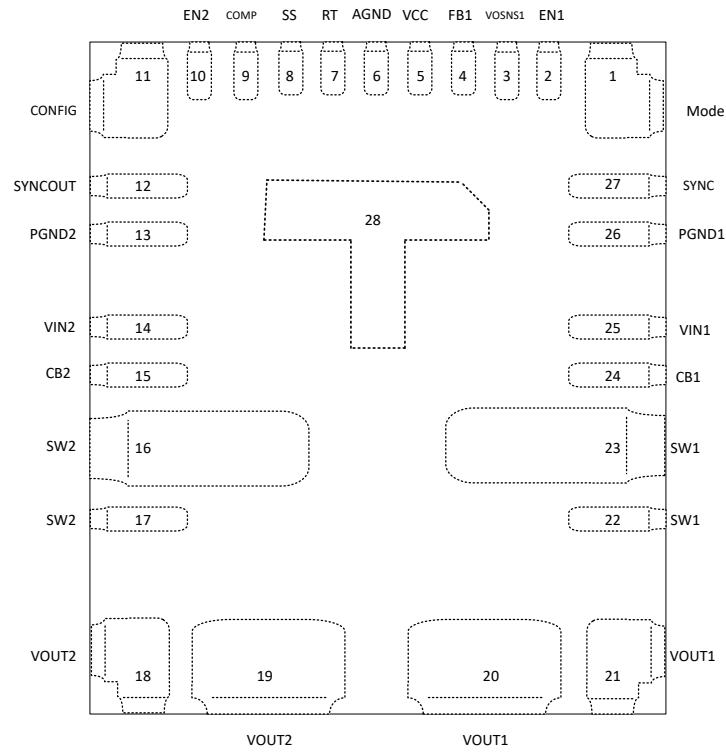 EN2 COMP SS RT AGND VCC FB1 VOSNS1 EN1
11 10 9 8 7 6 5 4 3 2 1
CONFIG Mode
SYNCOUT 12 27 SYNC
PGND2 13 28 26 PGND1
VIN2 14 25 VIN1
CB2 15 24 CB1
SW2 16 23 SW1
SW2 17 22 SW1
VOUT2 18 19 20 21 VOUT1
VOUT2 VOUT1